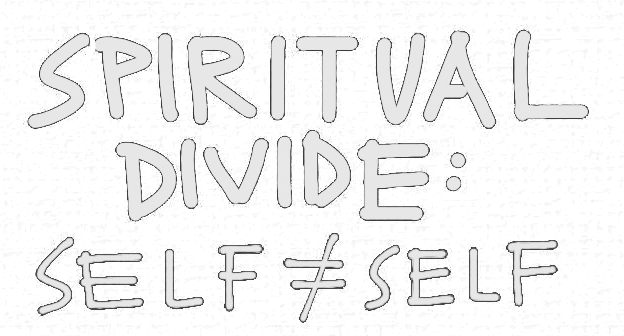 SPIRITUAL
DIVIDE:
SELF ≠ SELF